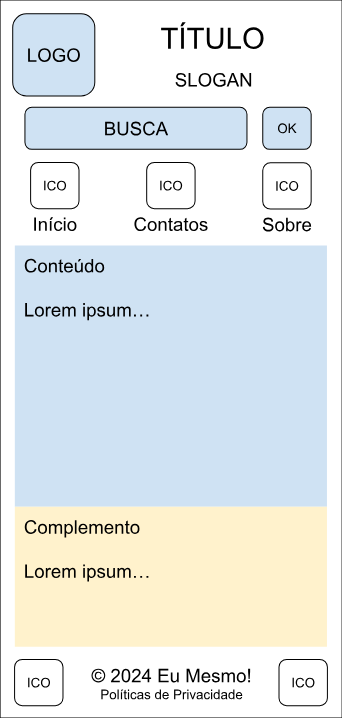 LOGO
TÍTULO
SLOGAN
BUSCA
OK
ICO
ICO
ICO
Início
Contatos
Sobre
Conteúdo
Lorem ipsum…
Complemento
Lorem ipsum…
ICO
© 2024 Eu Mesmo!
Políticas de Privacidade
ICO